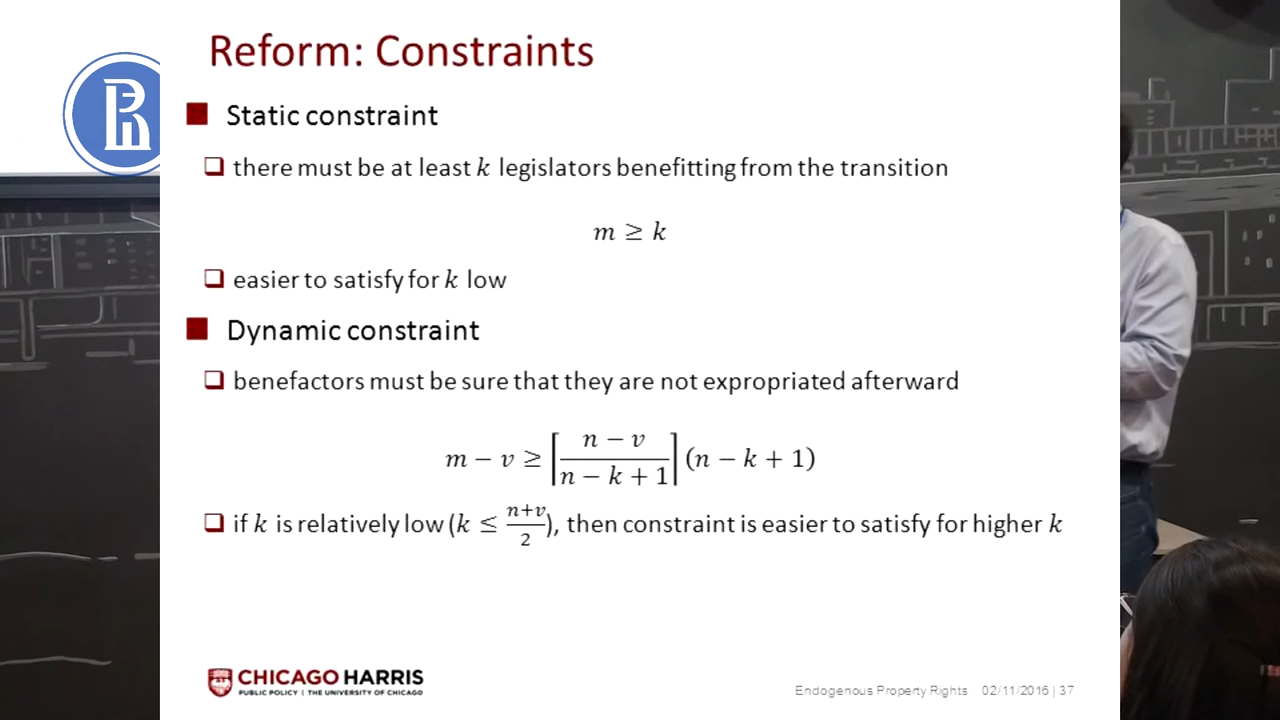 Reform: Constraints
Static constraint
there must be at least k legislators benefitting from the transition
m ≥ k
easier to satisfy for k low
Dynamic constraint
benefactors must be sure that they are not expropriated afterward
m − v ≥ ⌈(n − v)/(n − k + 1)⌉ (n − k + 1)
if k is relatively low (k ≤ (n+v)/2), then constraint is easier to satisfy for higher k
CHICAGO HARRIS
PUBLIC POLICY | THE UNIVERSITY OF CHICAGO
Endogenous Property Rights 02/11/2016 | 37